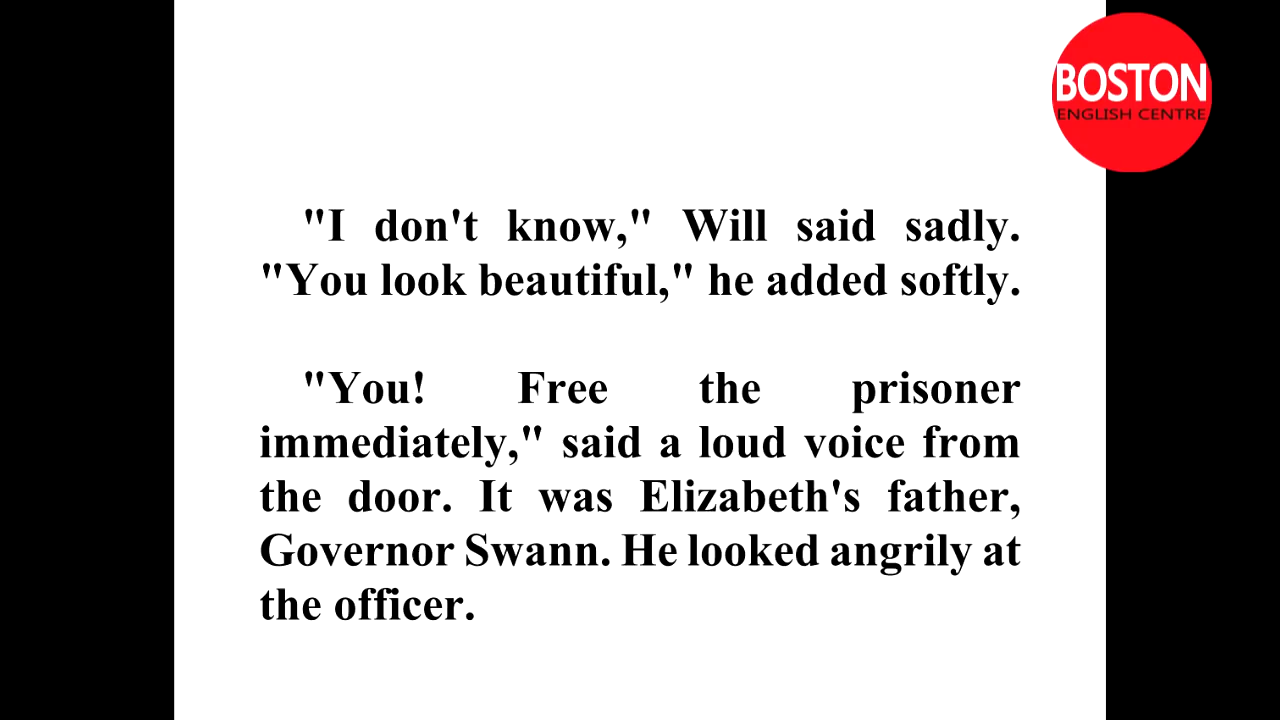 BOSTON
ENGLISH CENTRE
"I don't know," Will said sadly.
"You look beautiful," he added softly.
"You! Free the prisoner
immediately," said a loud voice from
the door. It was Elizabeth's father,
Governor Swann. He looked angrily at
the officer.